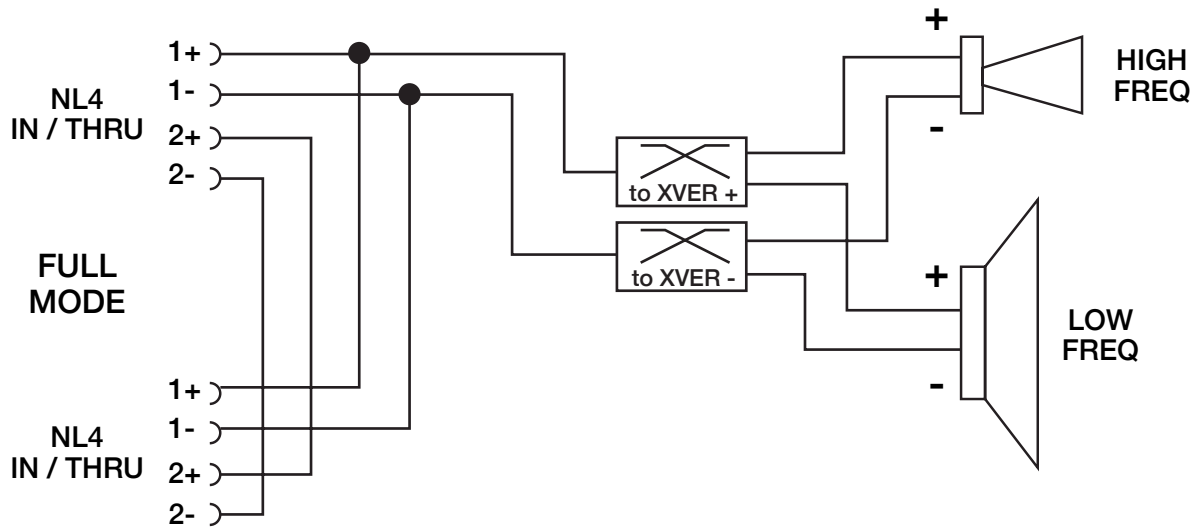 NL4
IN / THRU
1+
1-
2+
2-
FULL
MODE
NL4
IN / THRU
1+
1-
2+
2-
to XVER +
to XVER -
+
-
HIGH
FREQ
+
-
LOW
FREQ